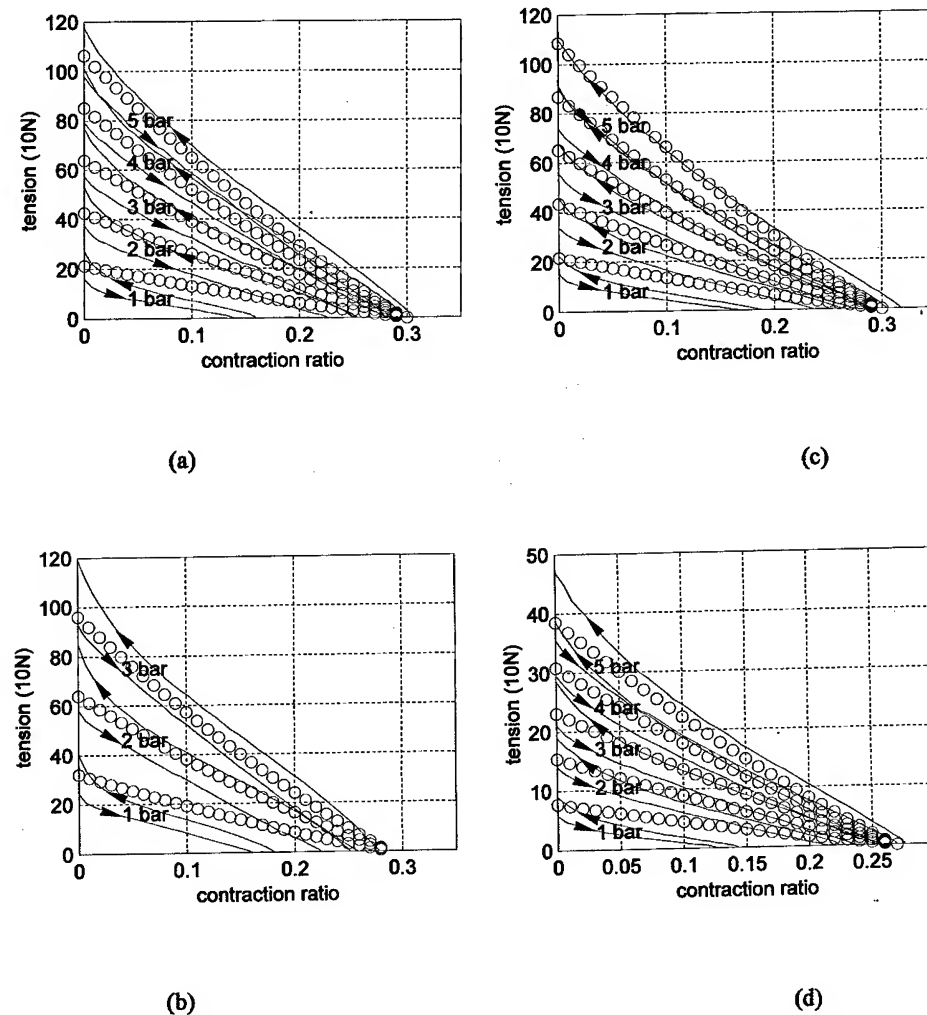 120
100
80
60
40
20
0
tension (10N)
5 bar
4 bar
3 bar
2 bar
1 bar
0 0.1 0.2 0.3
contraction ratio
(a)
120
100
80
60
40
20
0
tension (10N)
5 bar
4 bar
3 bar
2 bar
1 bar
0 0.1 0.2 0.3
contraction ratio
(c)
120
100
80
60
40
20
0
tension (10N)
3 bar
2 bar
1 bar
0 0.1 0.2 0.3
contraction ratio
(b)
50
40
30
20
10
0
tension (10N)
5 bar
4 bar
3 bar
2 bar
1 bar
0 0.05 0.1 0.15 0.2 0.25
contraction ratio
(d)